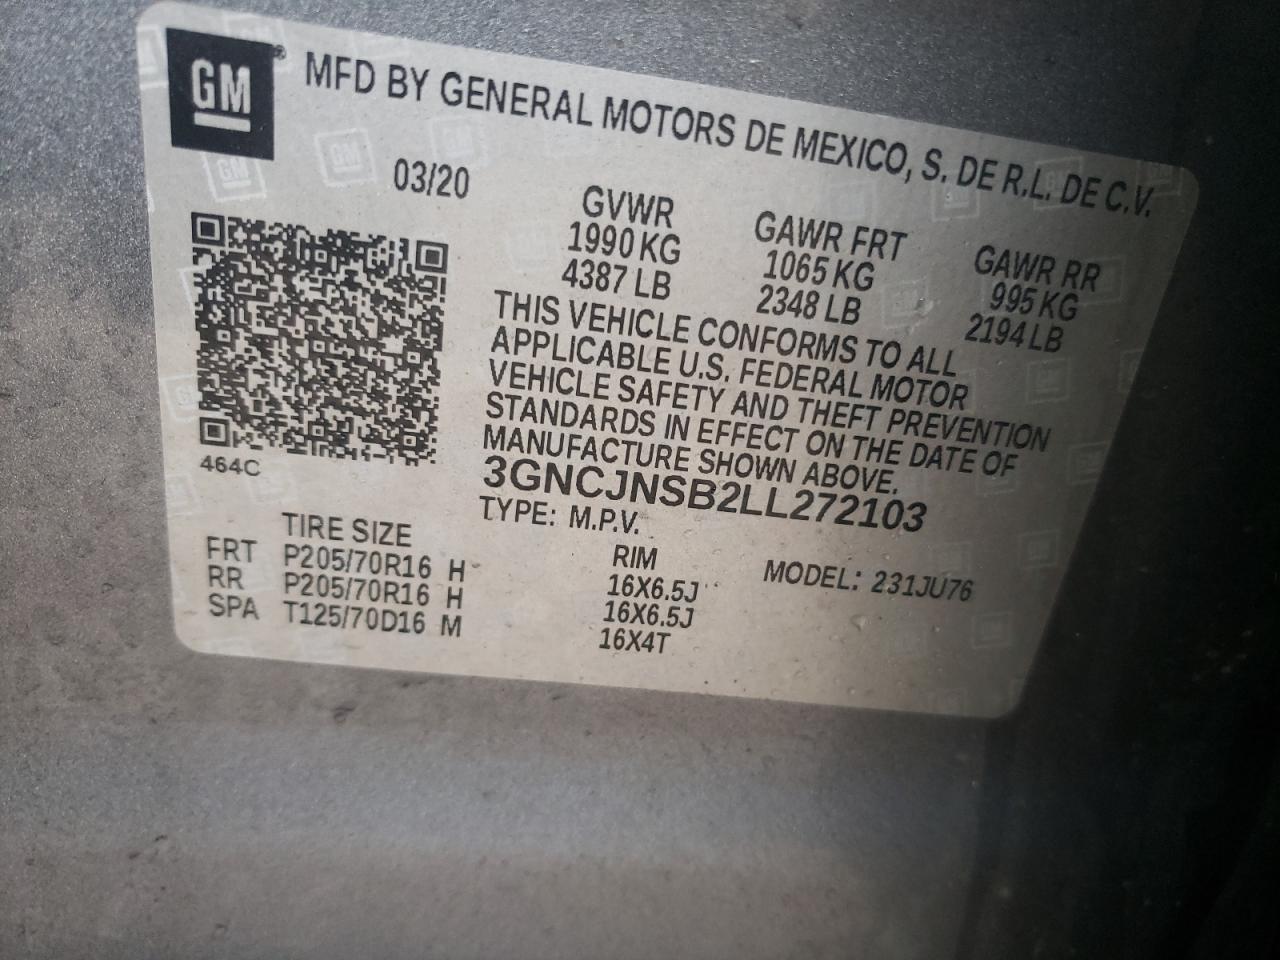 GM® MFD BY GENERAL MOTORS DE MEXICO, S. DE R.L. DE C.V.
03/20
GVWR GAWR FRT GAWR RR
1990 KG 1065 KG 995 KG
4387 LB 2348 LB 2194 LB
THIS VEHICLE CONFORMS TO ALL
APPLICABLE U.S. FEDERAL MOTOR
VEHICLE SAFETY AND THEFT PREVENTION
STANDARDS IN EFFECT ON THE DATE OF
MANUFACTURE SHOWN ABOVE.
464C
3GNCJNSB2LL272103
TYPE: M.P.V. MODEL: 231JU76
TIRE SIZE RIM
FRT P205/70R16 H 16X6.5J
RR P205/70R16 H 16X6.5J
SPA T125/70D16 M 16X4T